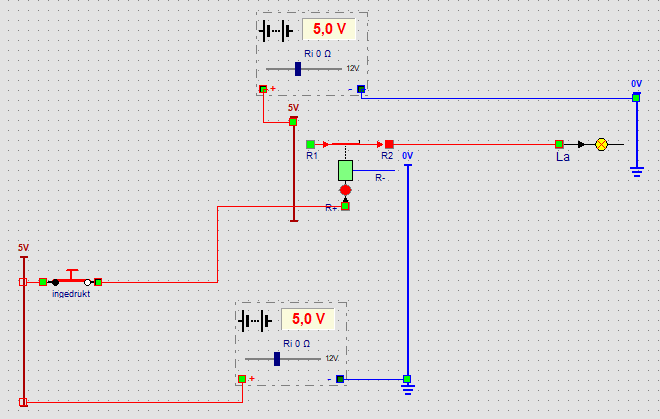 5,0 V
Ri 0 Ω
12V
+ -
0V
5V
R1 R2 0V
La
R-
R+
5V
ingedrukt
5,0 V
Ri 0 Ω
12V
+ -